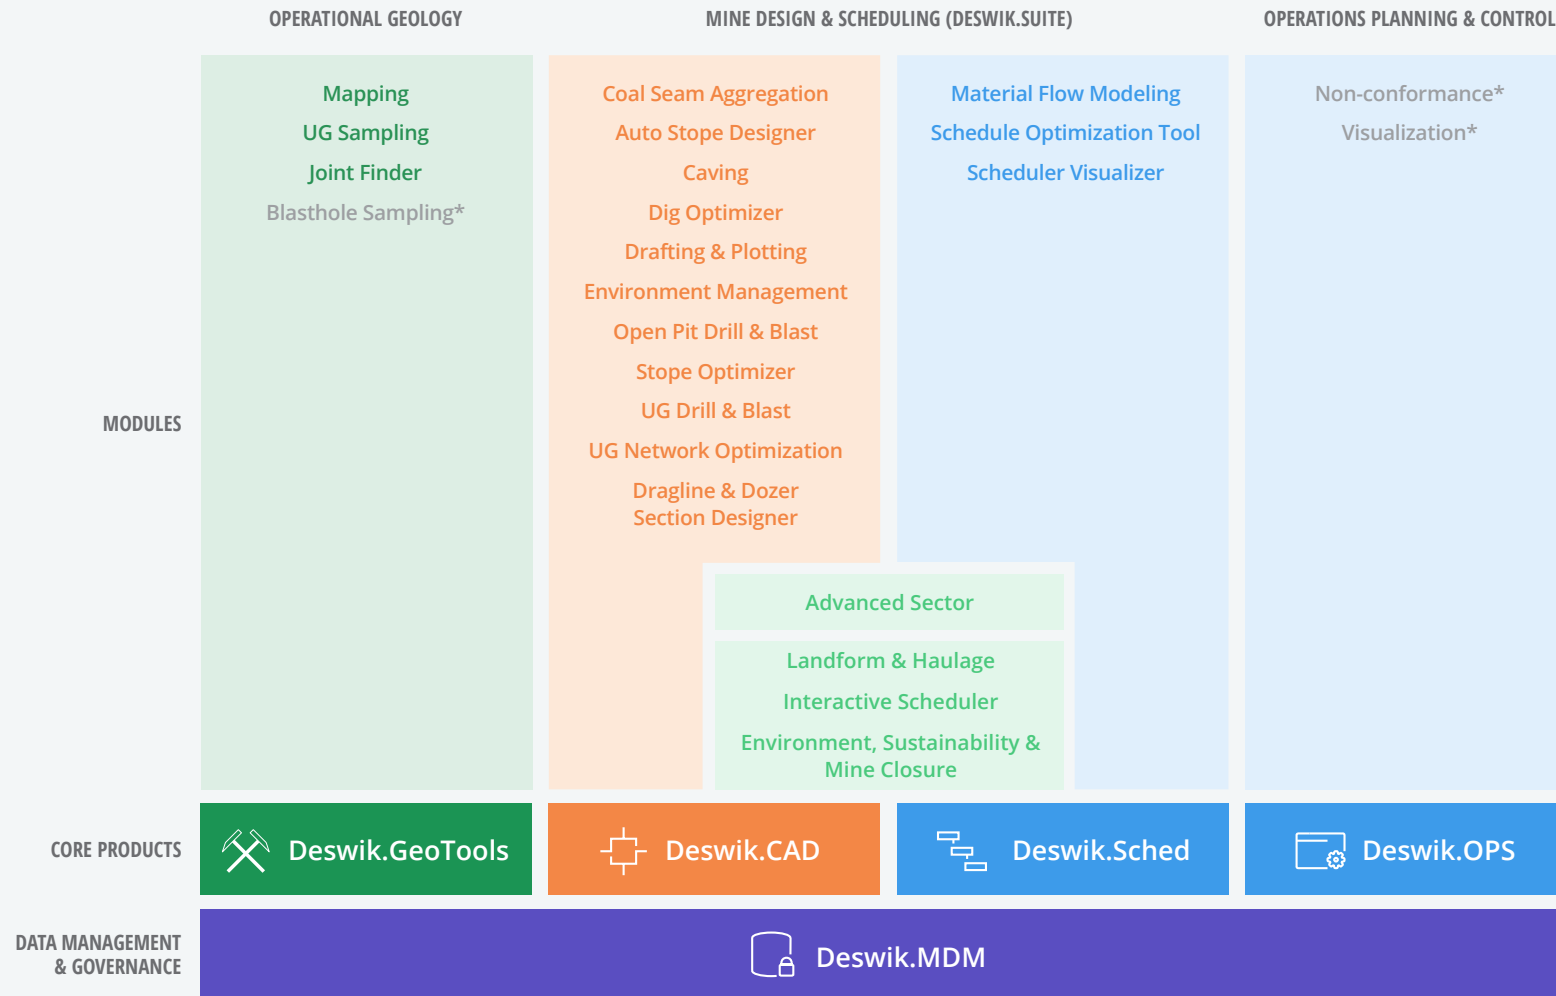 OPERATIONAL GEOLOGY
MINE DESIGN & SCHEDULING (DESWIK.SUITE)
OPERATIONS PLANNING & CONTROL
MODULES
Mapping
UG Sampling
Joint Finder
Blasthole Sampling*
Coal Seam Aggregation
Auto Stope Designer
Caving
Dig Optimizer
Drafting & Plotting
Environment Management
Open Pit Drill & Blast
Stope Optimizer
UG Drill & Blast
UG Network Optimization
Dragline & Dozer
Section Designer
Material Flow Modeling
Schedule Optimization Tool
Scheduler Visualizer
Non-conformance*
Visualization*
Advanced Sector
Landform & Haulage
Interactive Scheduler
Environment, Sustainability &
Mine Closure
CORE PRODUCTS
Deswik.GeoTools
Deswik.CAD
Deswik.Sched
Deswik.OPS
DATA MANAGEMENT
& GOVERNANCE
Deswik.MDM